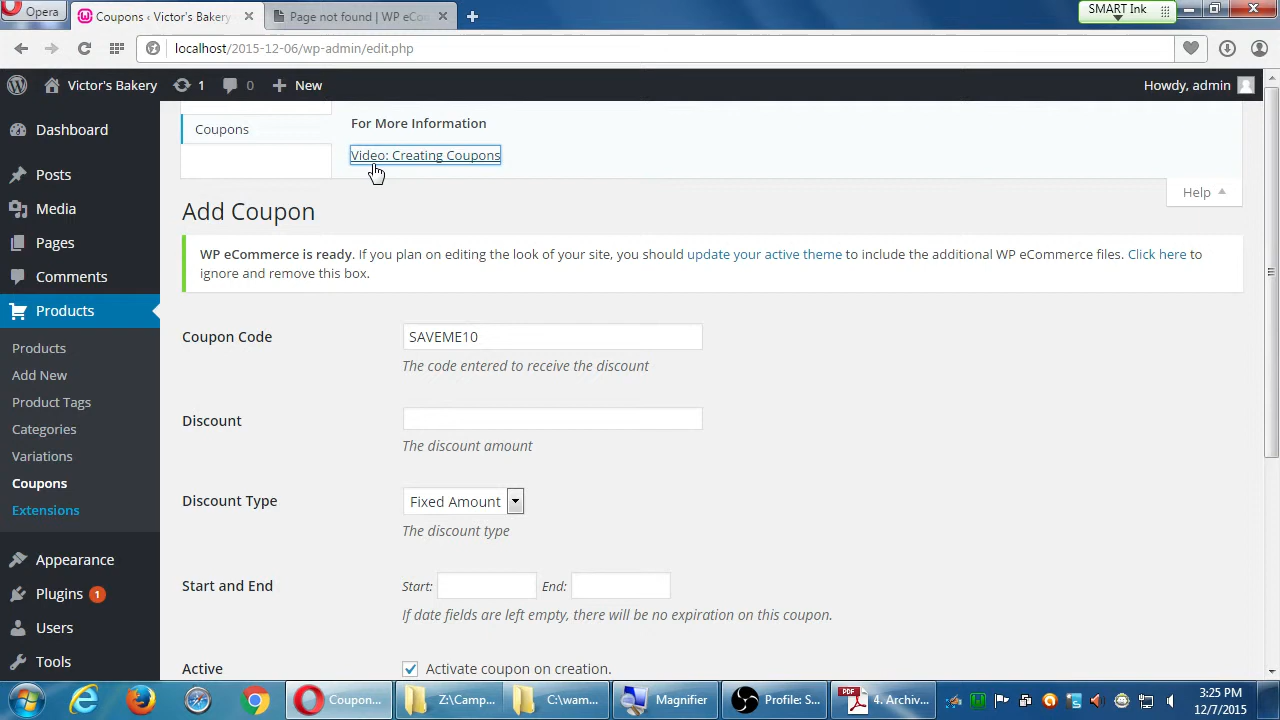 Opera
Coupons ‹ Victor's Bakery
Page not found | WP eCom
SMART Ink
localhost/2015-12-06/wp-admin/edit.php
Victor's Bakery
1
0
New
Howdy, admin
Dashboard
Posts
Media
Pages
Comments
Products
Products
Add New
Product Tags
Categories
Variations
Coupons
Extensions
Appearance
Plugins 1
Users
Tools
Coupons
For More Information
Video: Creating Coupons
Help
Add Coupon
WP eCommerce is ready. If you plan on editing the look of your site, you should update your active theme to include the additional WP eCommerce files. Click here to
ignore and remove this box.
Coupon Code
SAVEME10
The code entered to receive the discount
Discount
The discount amount
Discount Type
Fixed Amount
The discount type
Start and End
Start:
End:
If date fields are left empty, there will be no expiration on this coupon.
Active
Activate coupon on creation.
Coupon...
Z:\Camp...
C:\wam...
Magnifier
Profile: S...
PDF
4. Archiv...
3:25 PM
12/7/2015